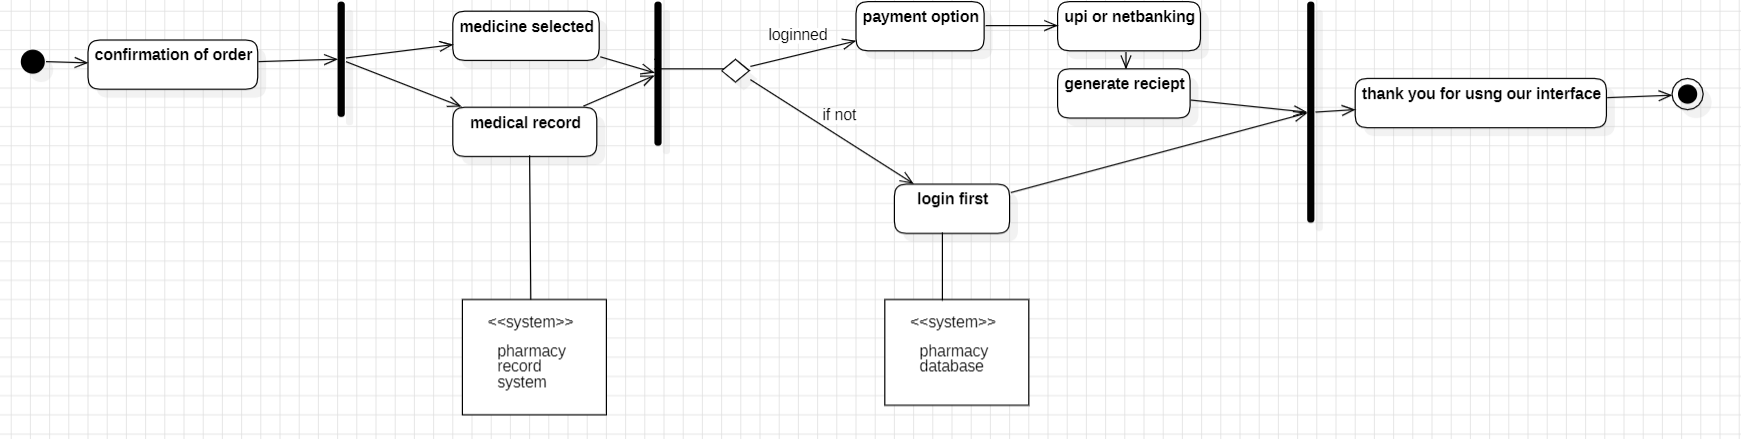 confirmation of order
medicine selected
medical record
<<system>>
pharmacy
record
system
loginned
if not
payment option
upi or netbanking
generate reciept
login first
<<system>>
pharmacy
database
thank you for usng our interface